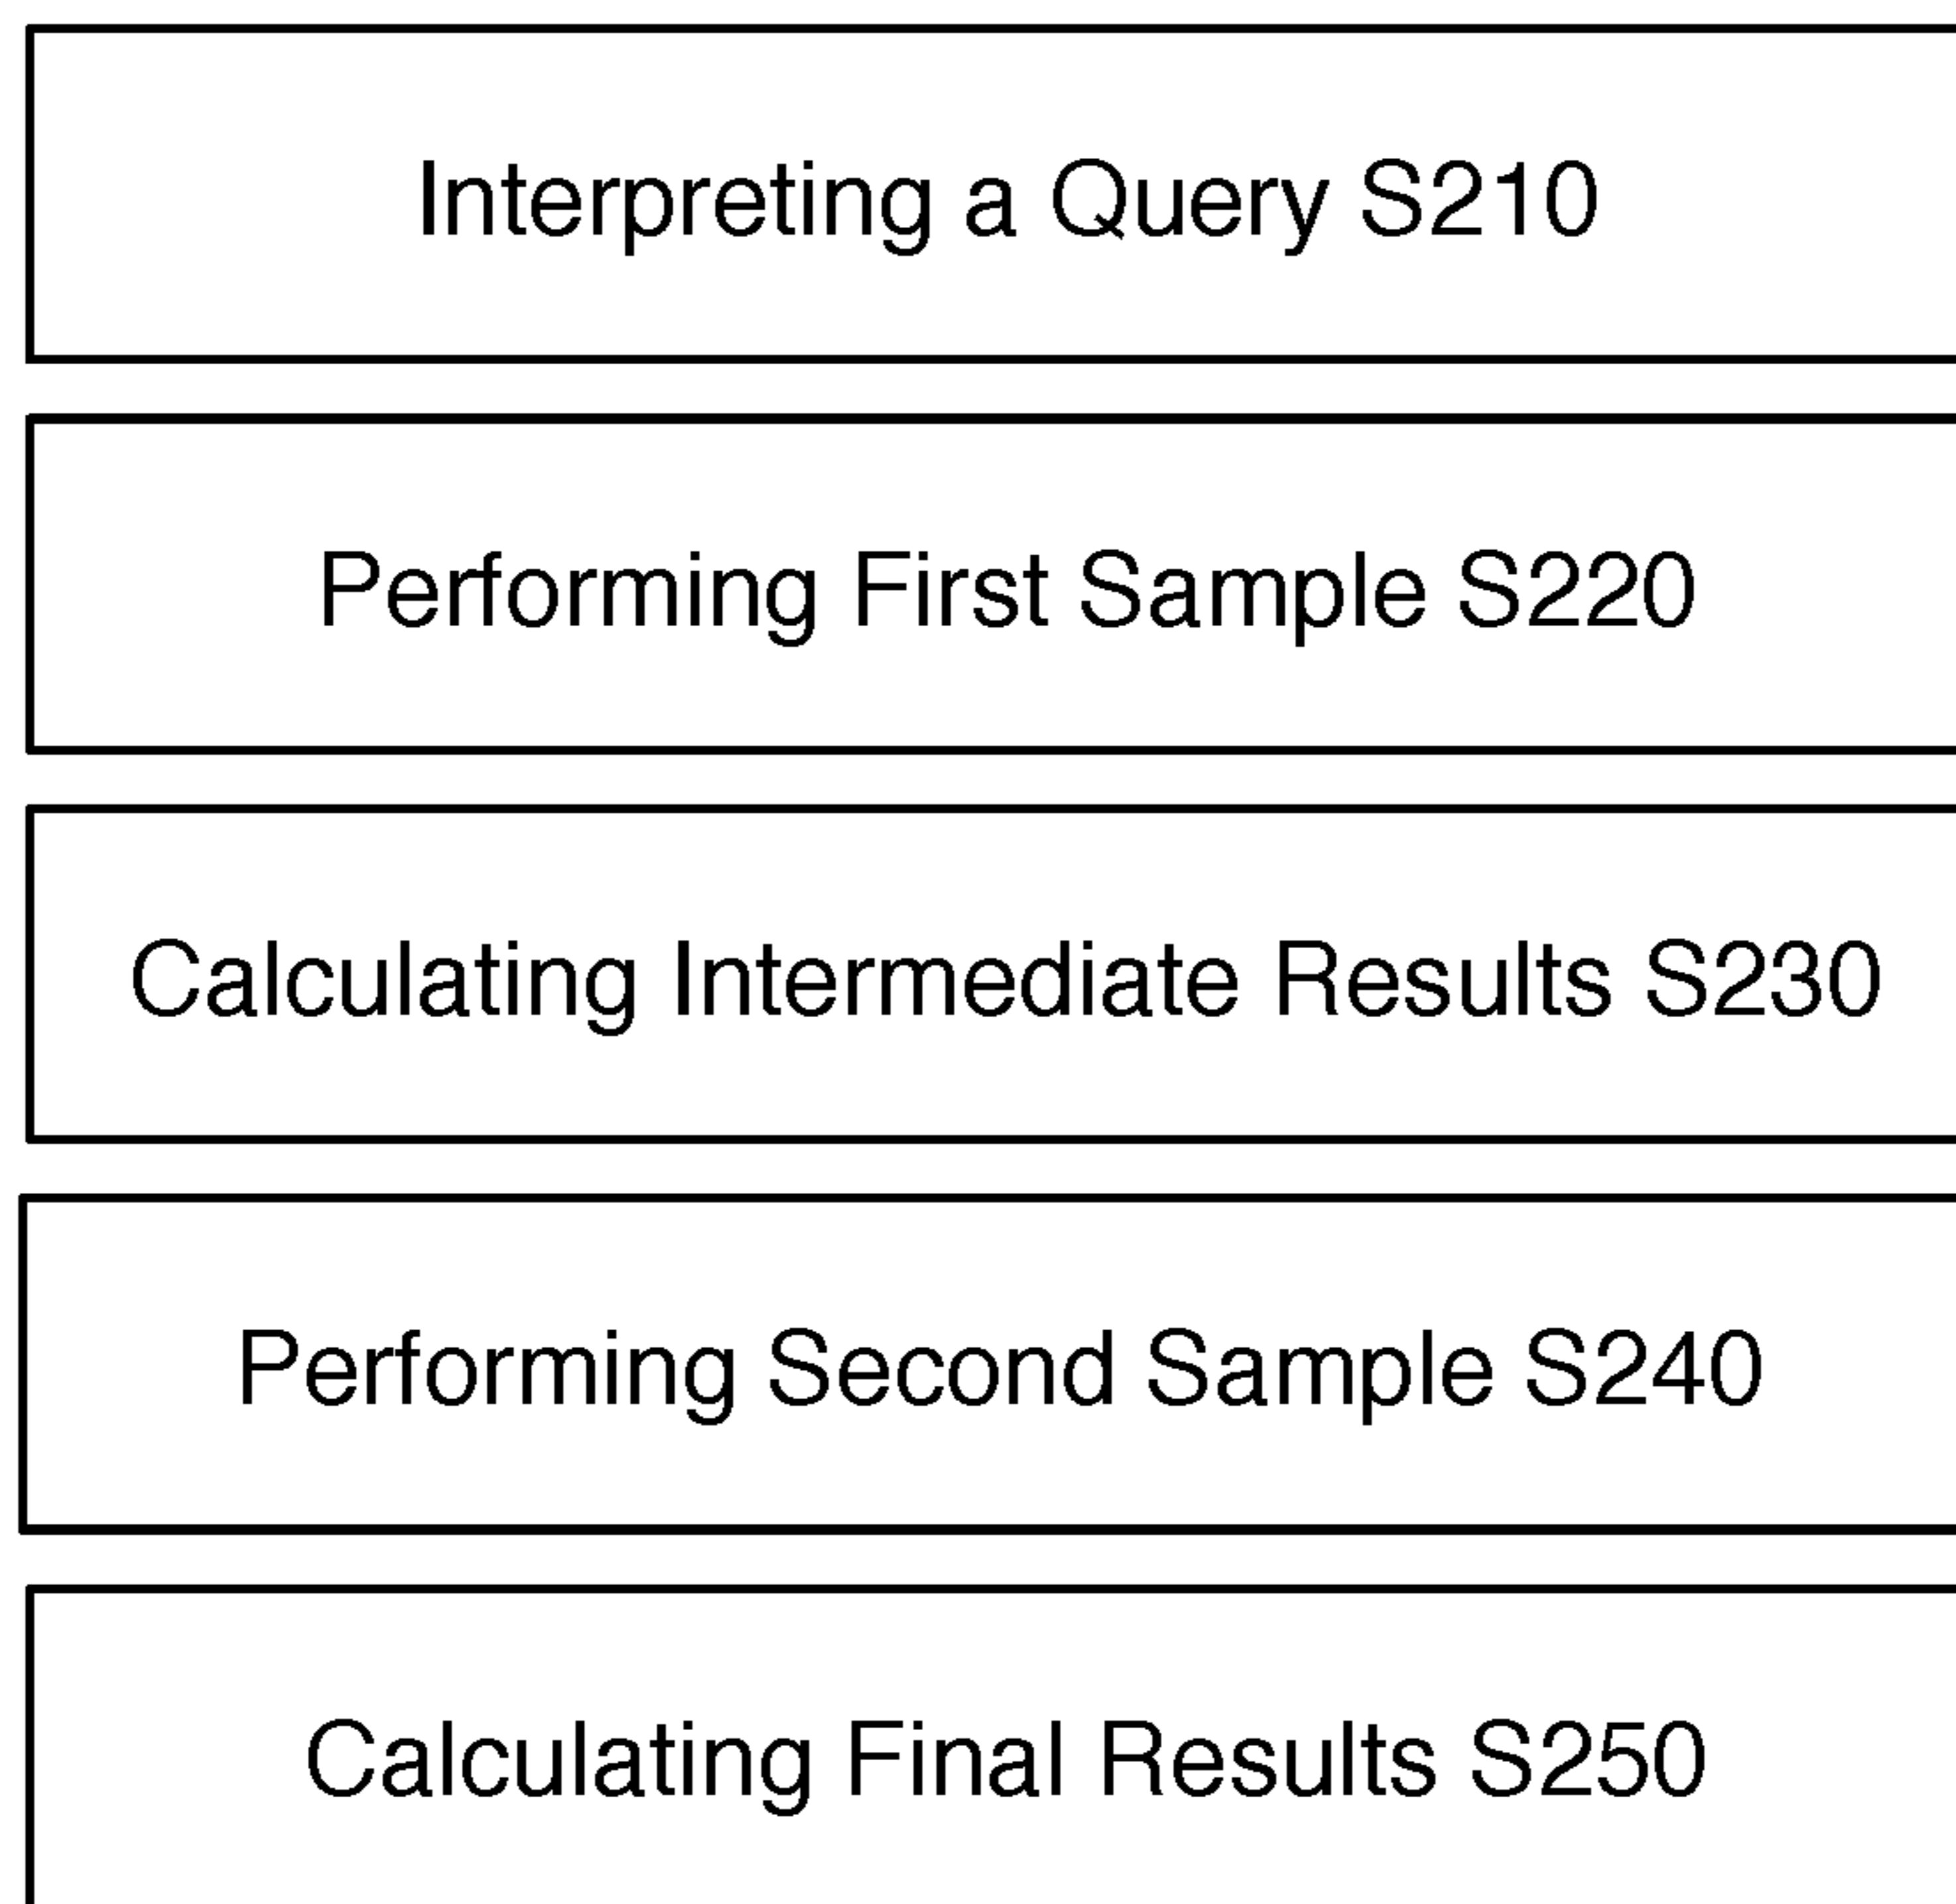 Interpreting a Query S210
Performing First Sample S220
Calculating Intermediate Results S230
Performing Second Sample S240
Calculating Final Results S250